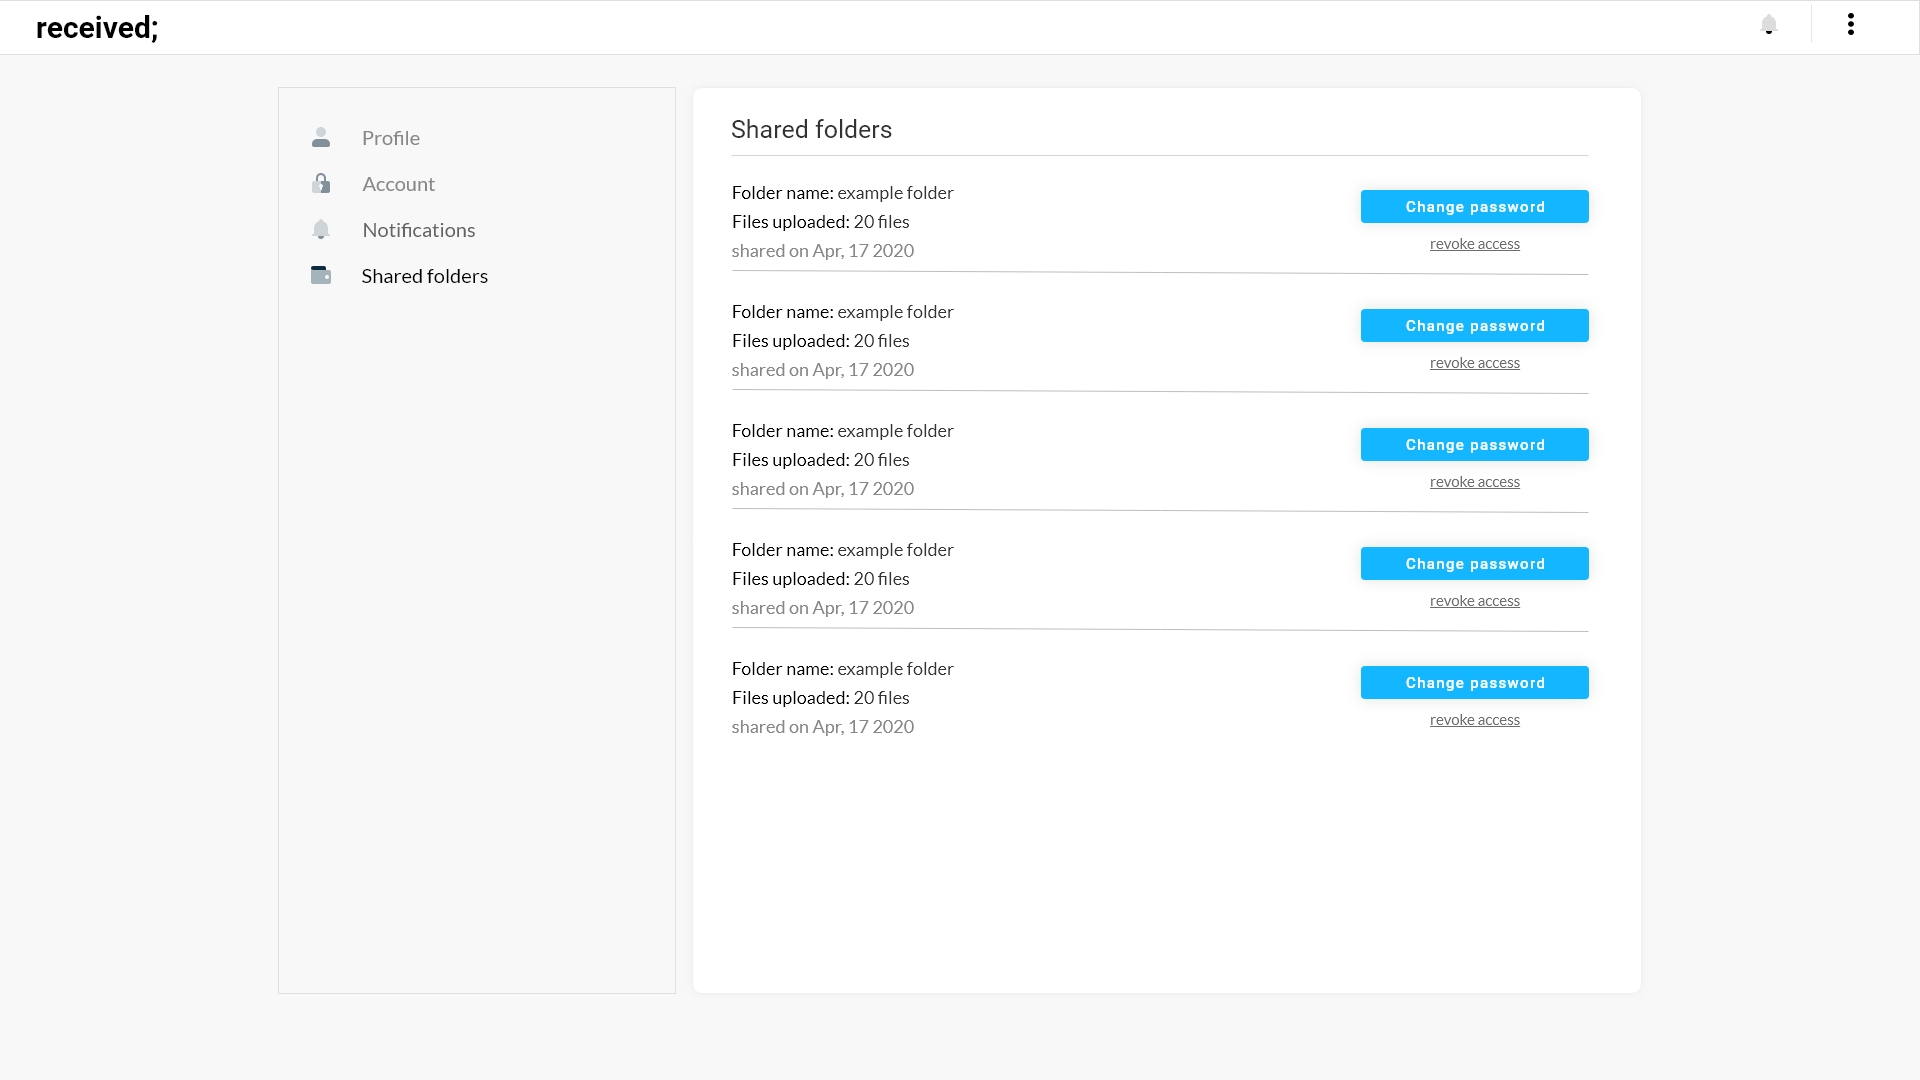 received;
Profile
Account
Notifications
Shared folders
Shared folders
Folder name: example folder
Files uploaded: 20 files
shared on Apr, 17 2020
Change password
revoke access
Folder name: example folder
Files uploaded: 20 files
shared on Apr, 17 2020
Change password
revoke access
Folder name: example folder
Files uploaded: 20 files
shared on Apr, 17 2020
Change password
revoke access
Folder name: example folder
Files uploaded: 20 files
shared on Apr, 17 2020
Change password
revoke access
Folder name: example folder
Files uploaded: 20 files
shared on Apr, 17 2020
Change password
revoke access